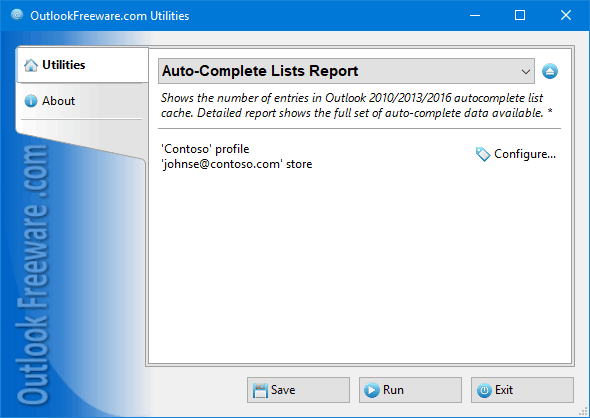 OutlookFreeware.com Utilities
Utilities
About
Auto-Complete Lists Report
Shows the number of entries in Outlook 2010/2013/2016 autocomplete list
cache. Detailed report shows the full set of auto-complete data available. *
'Contoso' profile
'johnse@contoso.com' store
Configure...
Outlook Freeware .com
Save
Run
Exit